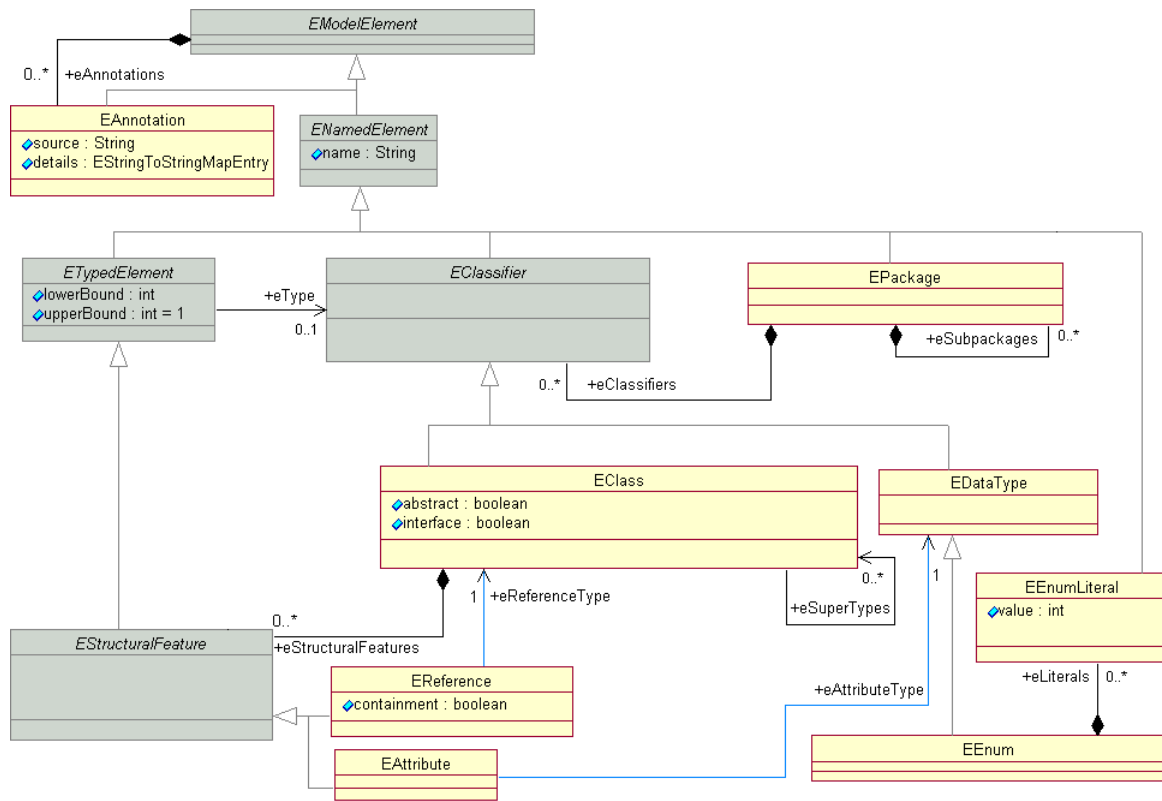 EModelElement
0..*
+eAnnotations
EAnnotation
source : String
details : EStringToStringMapEntry
ENamedElement
name : String
ETypedElement
lowerBound : int
upperBound : int = 1
+eType
0..1
EClassifier
EPackage
+eSubpackages
0..*
0..*
+eClassifiers
EClass
abstract : boolean
interface : boolean
EDataType
0..*
+eSuperTypes
1
+eReferenceType
1
EEnumLiteral
value : int
0..*
+eStructuralFeatures
EStructuralFeature
EReference
containment : boolean
+eAttributeType
+eLiterals
0..*
EEnum
EAttribute